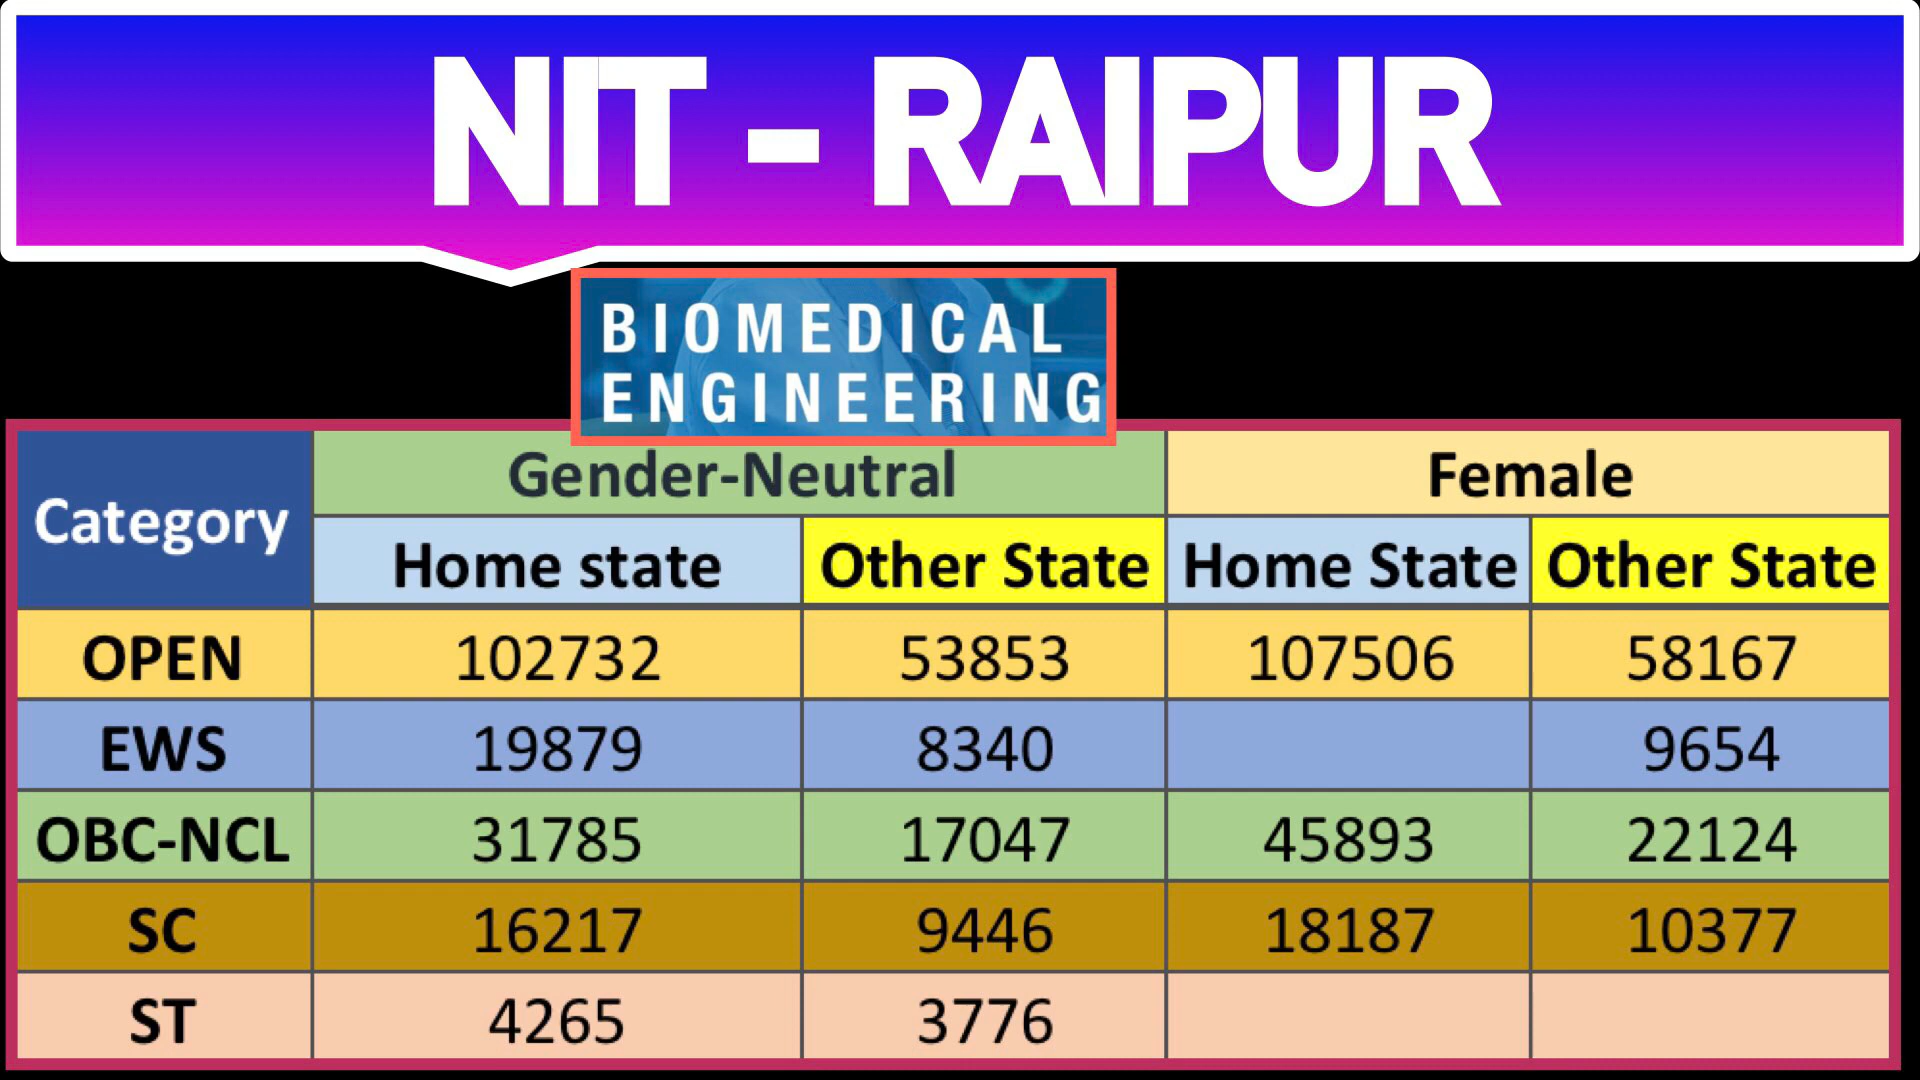 NIT - RAIPUR
BIOMEDICAL
ENGINEERING
Category Gender-Neutral Female
Home state Other State Home State Other State
OPEN 102732 53853 107506 58167
EWS 19879 8340 9654
OBC-NCL 31785 17047 45893 22124
SC 16217 9446 18187 10377
ST 4265 3776